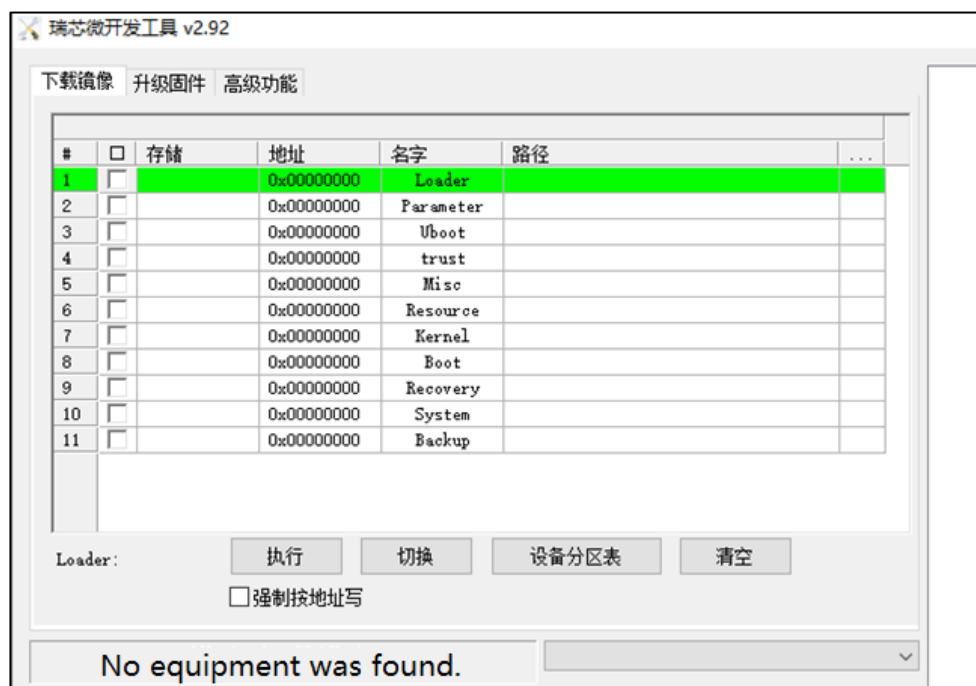 瑞芯微开发工具 v2.92
下载镜像 升级固件 高级功能
# 存储 地址 名字 路径 ...
1 0x00000000 Loader
2 0x00000000 Parameter
3 0x00000000 Uboot
4 0x00000000 trust
5 0x00000000 Misc
6 0x00000000 Resource
7 0x00000000 Kernel
8 0x00000000 Boot
9 0x00000000 Recovery
10 0x00000000 System
11 0x00000000 Backup
Loader: 执行 切换 设备分区表 清空
强制按地址写
No equipment was found.